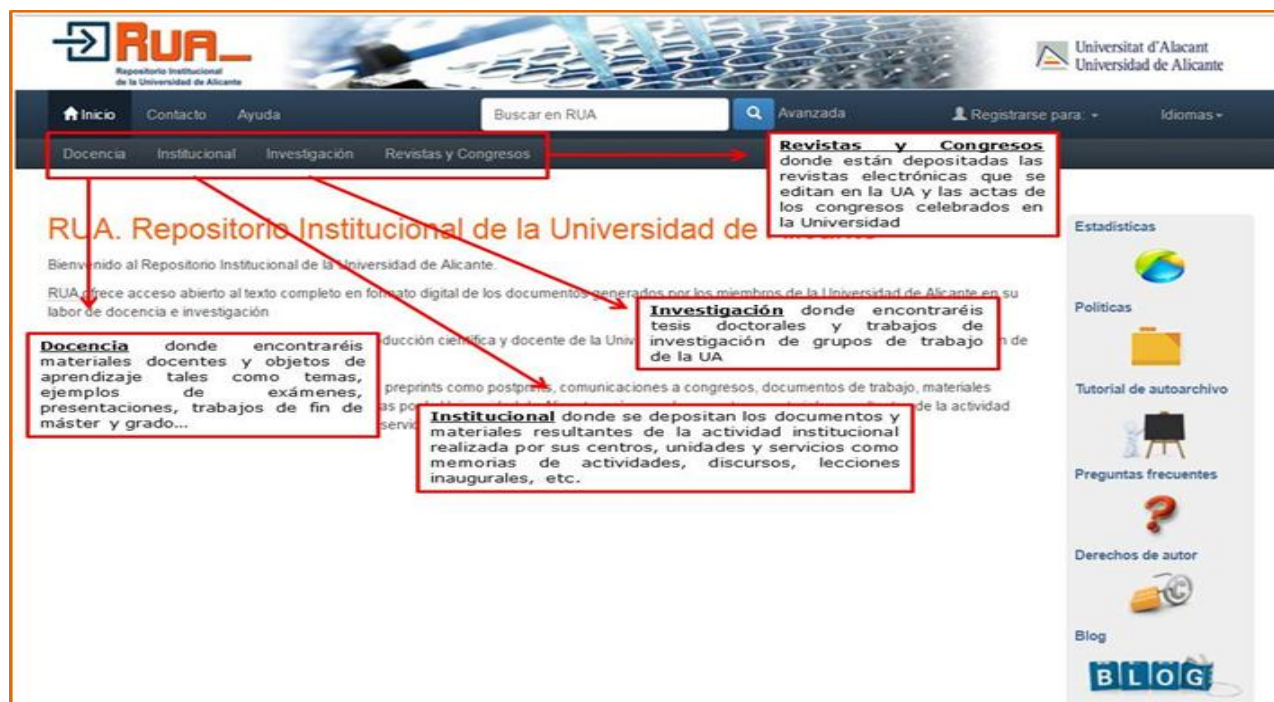 RUA_
Repositorio Institucional
de la Universidad de Alicante
Universitat d'Alacant
Universidad de Alicante
Inicio Contacto Ayuda Buscar en RUA Avanzada Registrarse para: Idiomas
Docencia Institucional Investigación Revistas y Congresos
Revistas y Congresos
donde están depositadas las
revistas electrónicas que se
editan en la UA y las actas de
los congresos celebrados en
la Universidad
RUA. Repositorio Institucional de la Universidad de
Bienvenido al Repositorio Institucional de la Universidad de Alicante.
RUA ofrece acceso abierto al texto completo en formato digital de los documentos generados por los miembros de la Universidad de Alicante en su
labor de docencia e investigación
Investigación donde encontraréis
tesis doctorales y trabajos de
investigación de grupos de trabajo
de la UA
Docencia donde encontraréis
materiales docentes y objetos de
aprendizaje tales como temas,
ejemplos de exámenes,
presentaciones, trabajos de fin de
máster y grado...
científica y docente de la de
preprints como postprints, comunicaciones a congresos, documentos de trabajo, materiales
de la actividad
Institucional donde se depositan los documentos y
materiales resultantes de la actividad institucional
realizada por sus centros, unidades y servicios como
memorias de actividades, discursos, lecciones
inaugurales, etc.
Estadísticas
Políticas
Tutorial de autoarchivo
Preguntas frecuentes
?
Derechos de autor
©
Blog
BLOG